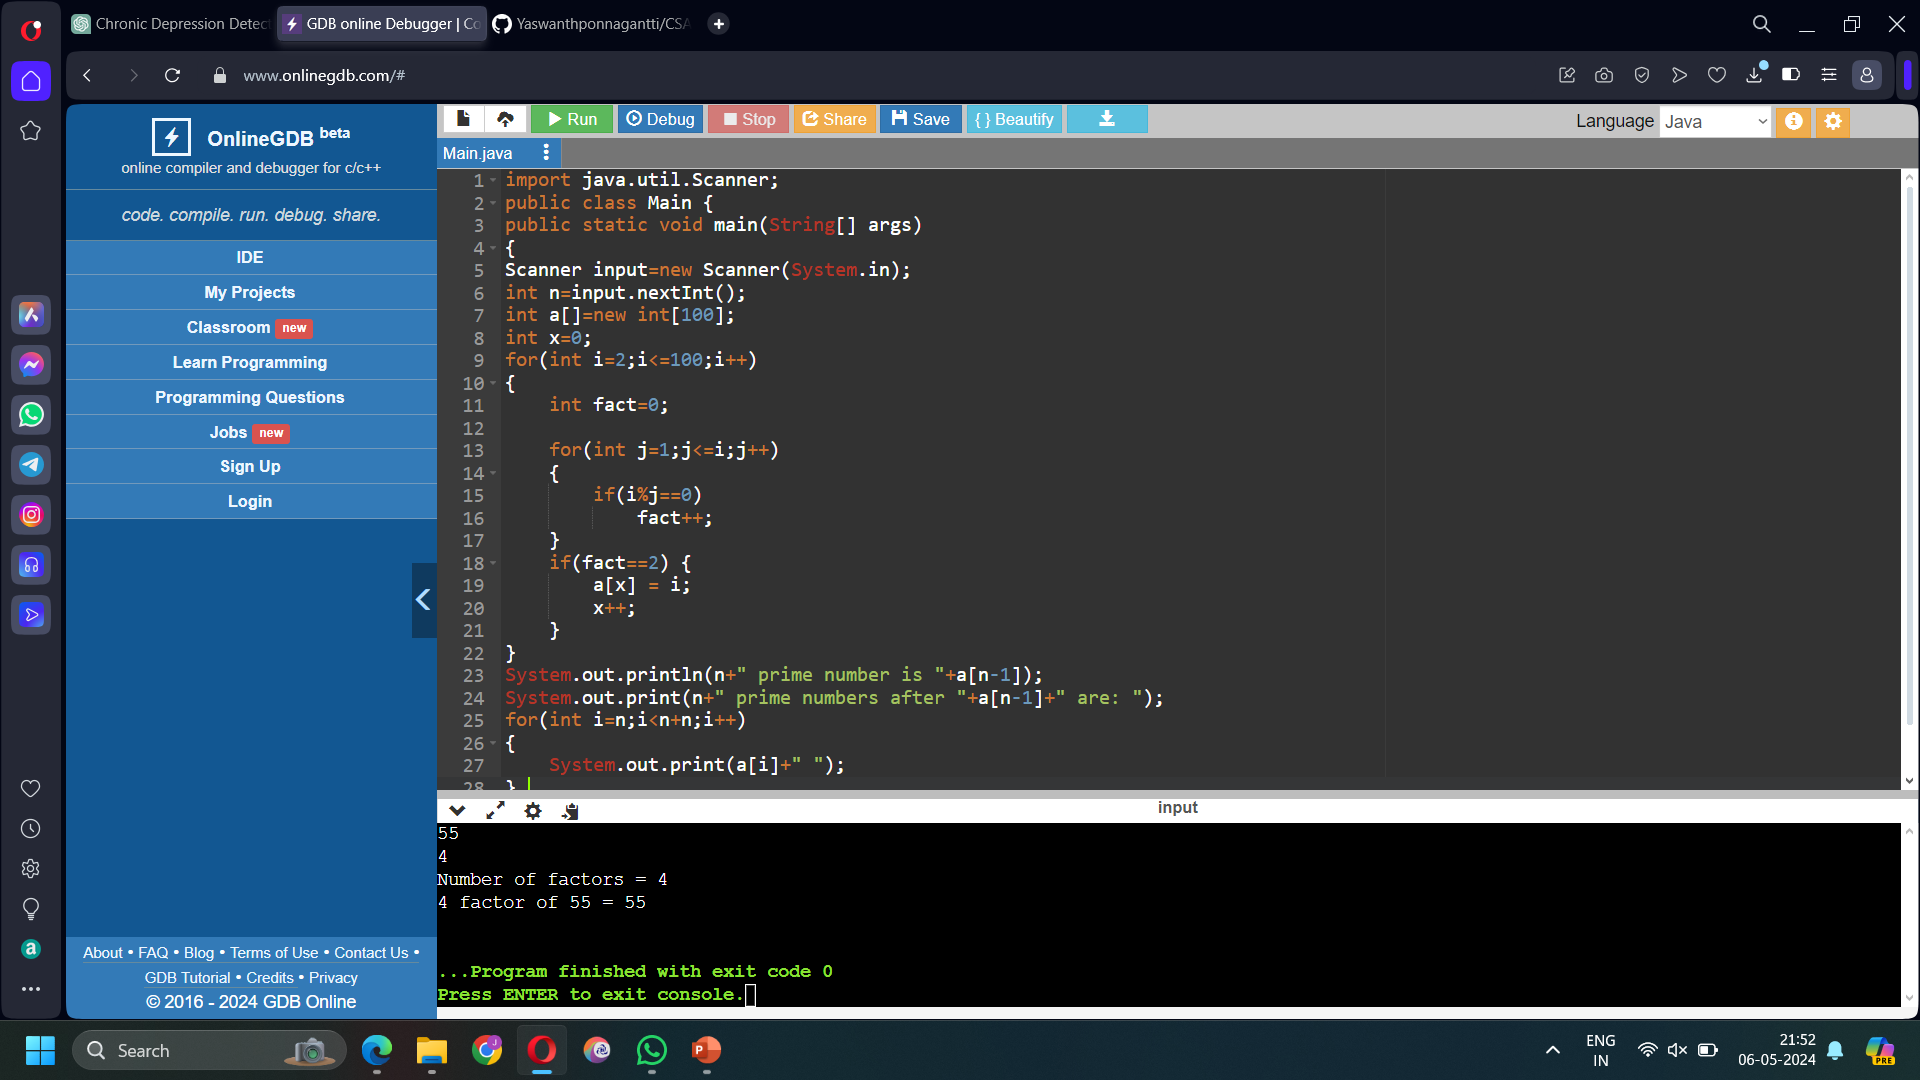 Chronic Depression Detec
GDB online Debugger | Co
Yaswanthponnagantti/CSA
www.onlinegdb.com/#
OnlineGDB beta
online compiler and debugger for c/c++
code. compile. run. debug. share.
IDE
My Projects
Classroom new
Learn Programming
Programming Questions
Jobs new
Sign Up
Login
About • FAQ • Blog • Terms of Use • Contact Us •
GDB Tutorial • Credits • Privacy
© 2016 - 2024 GDB Online
Run Debug Stop Share Save { } Beautify
Language Java
Main.java
1 import java.util.Scanner;
2 public class Main {
3 public static void main(String[] args)
4 {
5 Scanner input=new Scanner(System.in);
6 int n=input.nextInt();
7 int a[]=new int[100];
8 int x=0;
9 for(int i=2;i<=100;i++)
10 {
11 int fact=0;
12
13 for(int j=1;j<=i;j++)
14 {
15 if(i%j==0)
16 fact++;
17 }
18 if(fact==2) {
19 a[x] = i;
20 x++;
21 }
22 }
23 System.out.println(n+" prime number is "+a[n-1]);
24 System.out.print(n+" prime numbers after "+a[n-1]+" are: ");
25 for(int i=n;i<n+n;i++)
26 {
27 System.out.print(a[i]+" ");
28 }
input
55
4
Number of factors = 4
4 factor of 55 = 55
...Program finished with exit code 0
Press ENTER to exit console.
Search
ENG
IN
21:52
06-05-2024
PRE